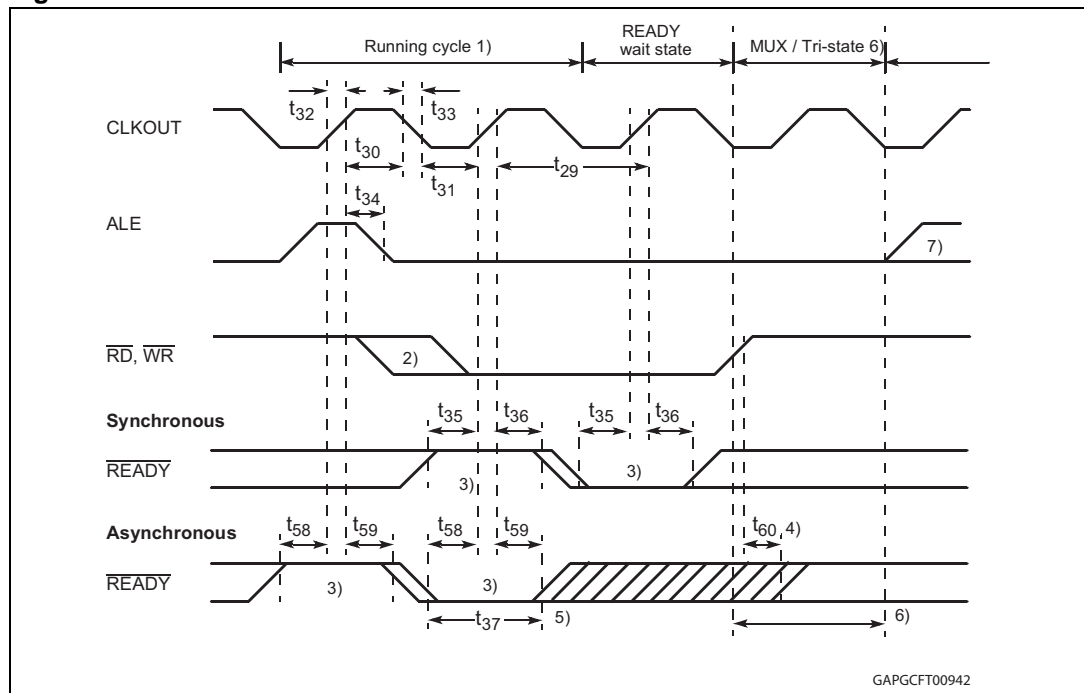 Running cycle 1)
READY
wait state
MUX / Tri-state 6)
CLKOUT
t32
t33
t30
t31
t29
t34
ALE
7)
RD, WR
2)
Synchronous
t35
t36
t35
t36
READY
3)
3)
Asynchronous
t58
t59
t58
t59
t60 4)
READY
3)
3)
t37
5)
6)
GAPGCFT00942